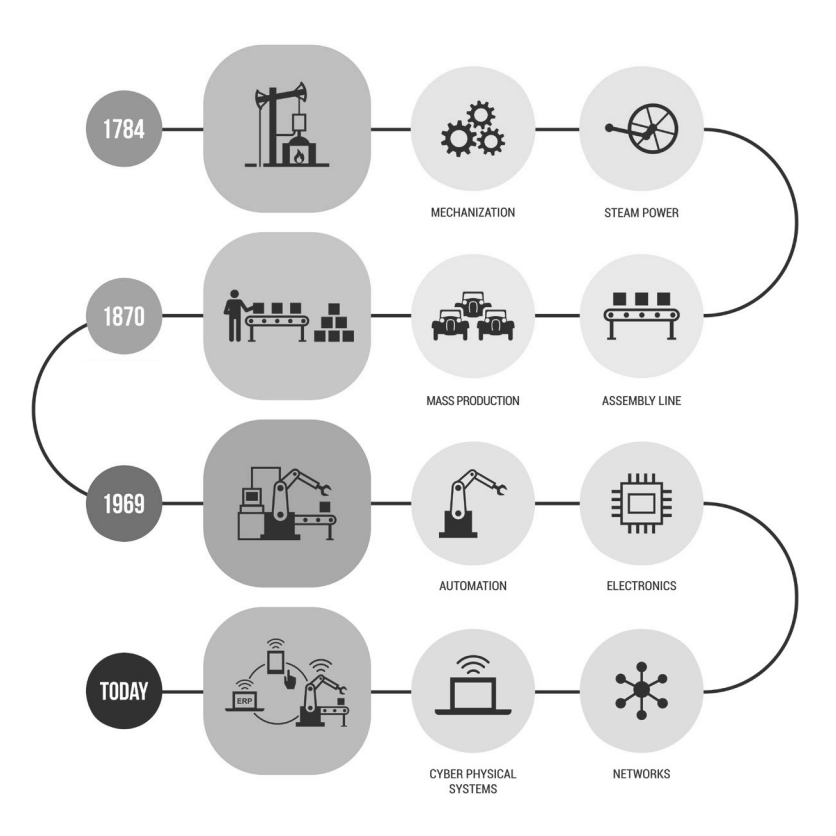 1784
MECHANIZATION
STEAM POWER
1870
MASS PRODUCTION
ASSEMBLY LINE
1969
AUTOMATION
ELECTRONICS
TODAY
ERP
CYBER PHYSICAL
SYSTEMS
NETWORKS